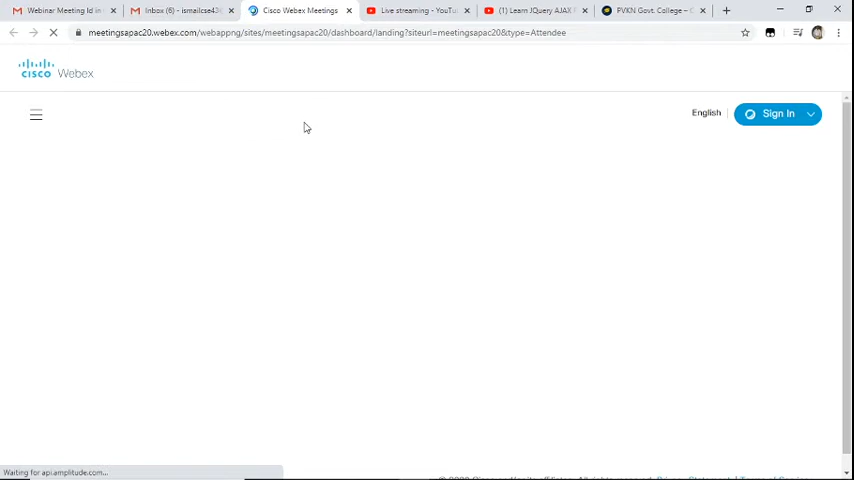 Webinar Meeting Id in
Inbox (6) - ismailcse43
Cisco Webex Meetings
Live streaming - YouTu
(1) Learn JQuery AJAX
PVKN Govt. College –
meetingsapac20.webex.com/webappng/sites/meetingsapac20/dashboard/landing?siteurl=meetingsapac20&type=Attendee
cisco Webex
English
Sign In
Waiting for api.amplitude.com...